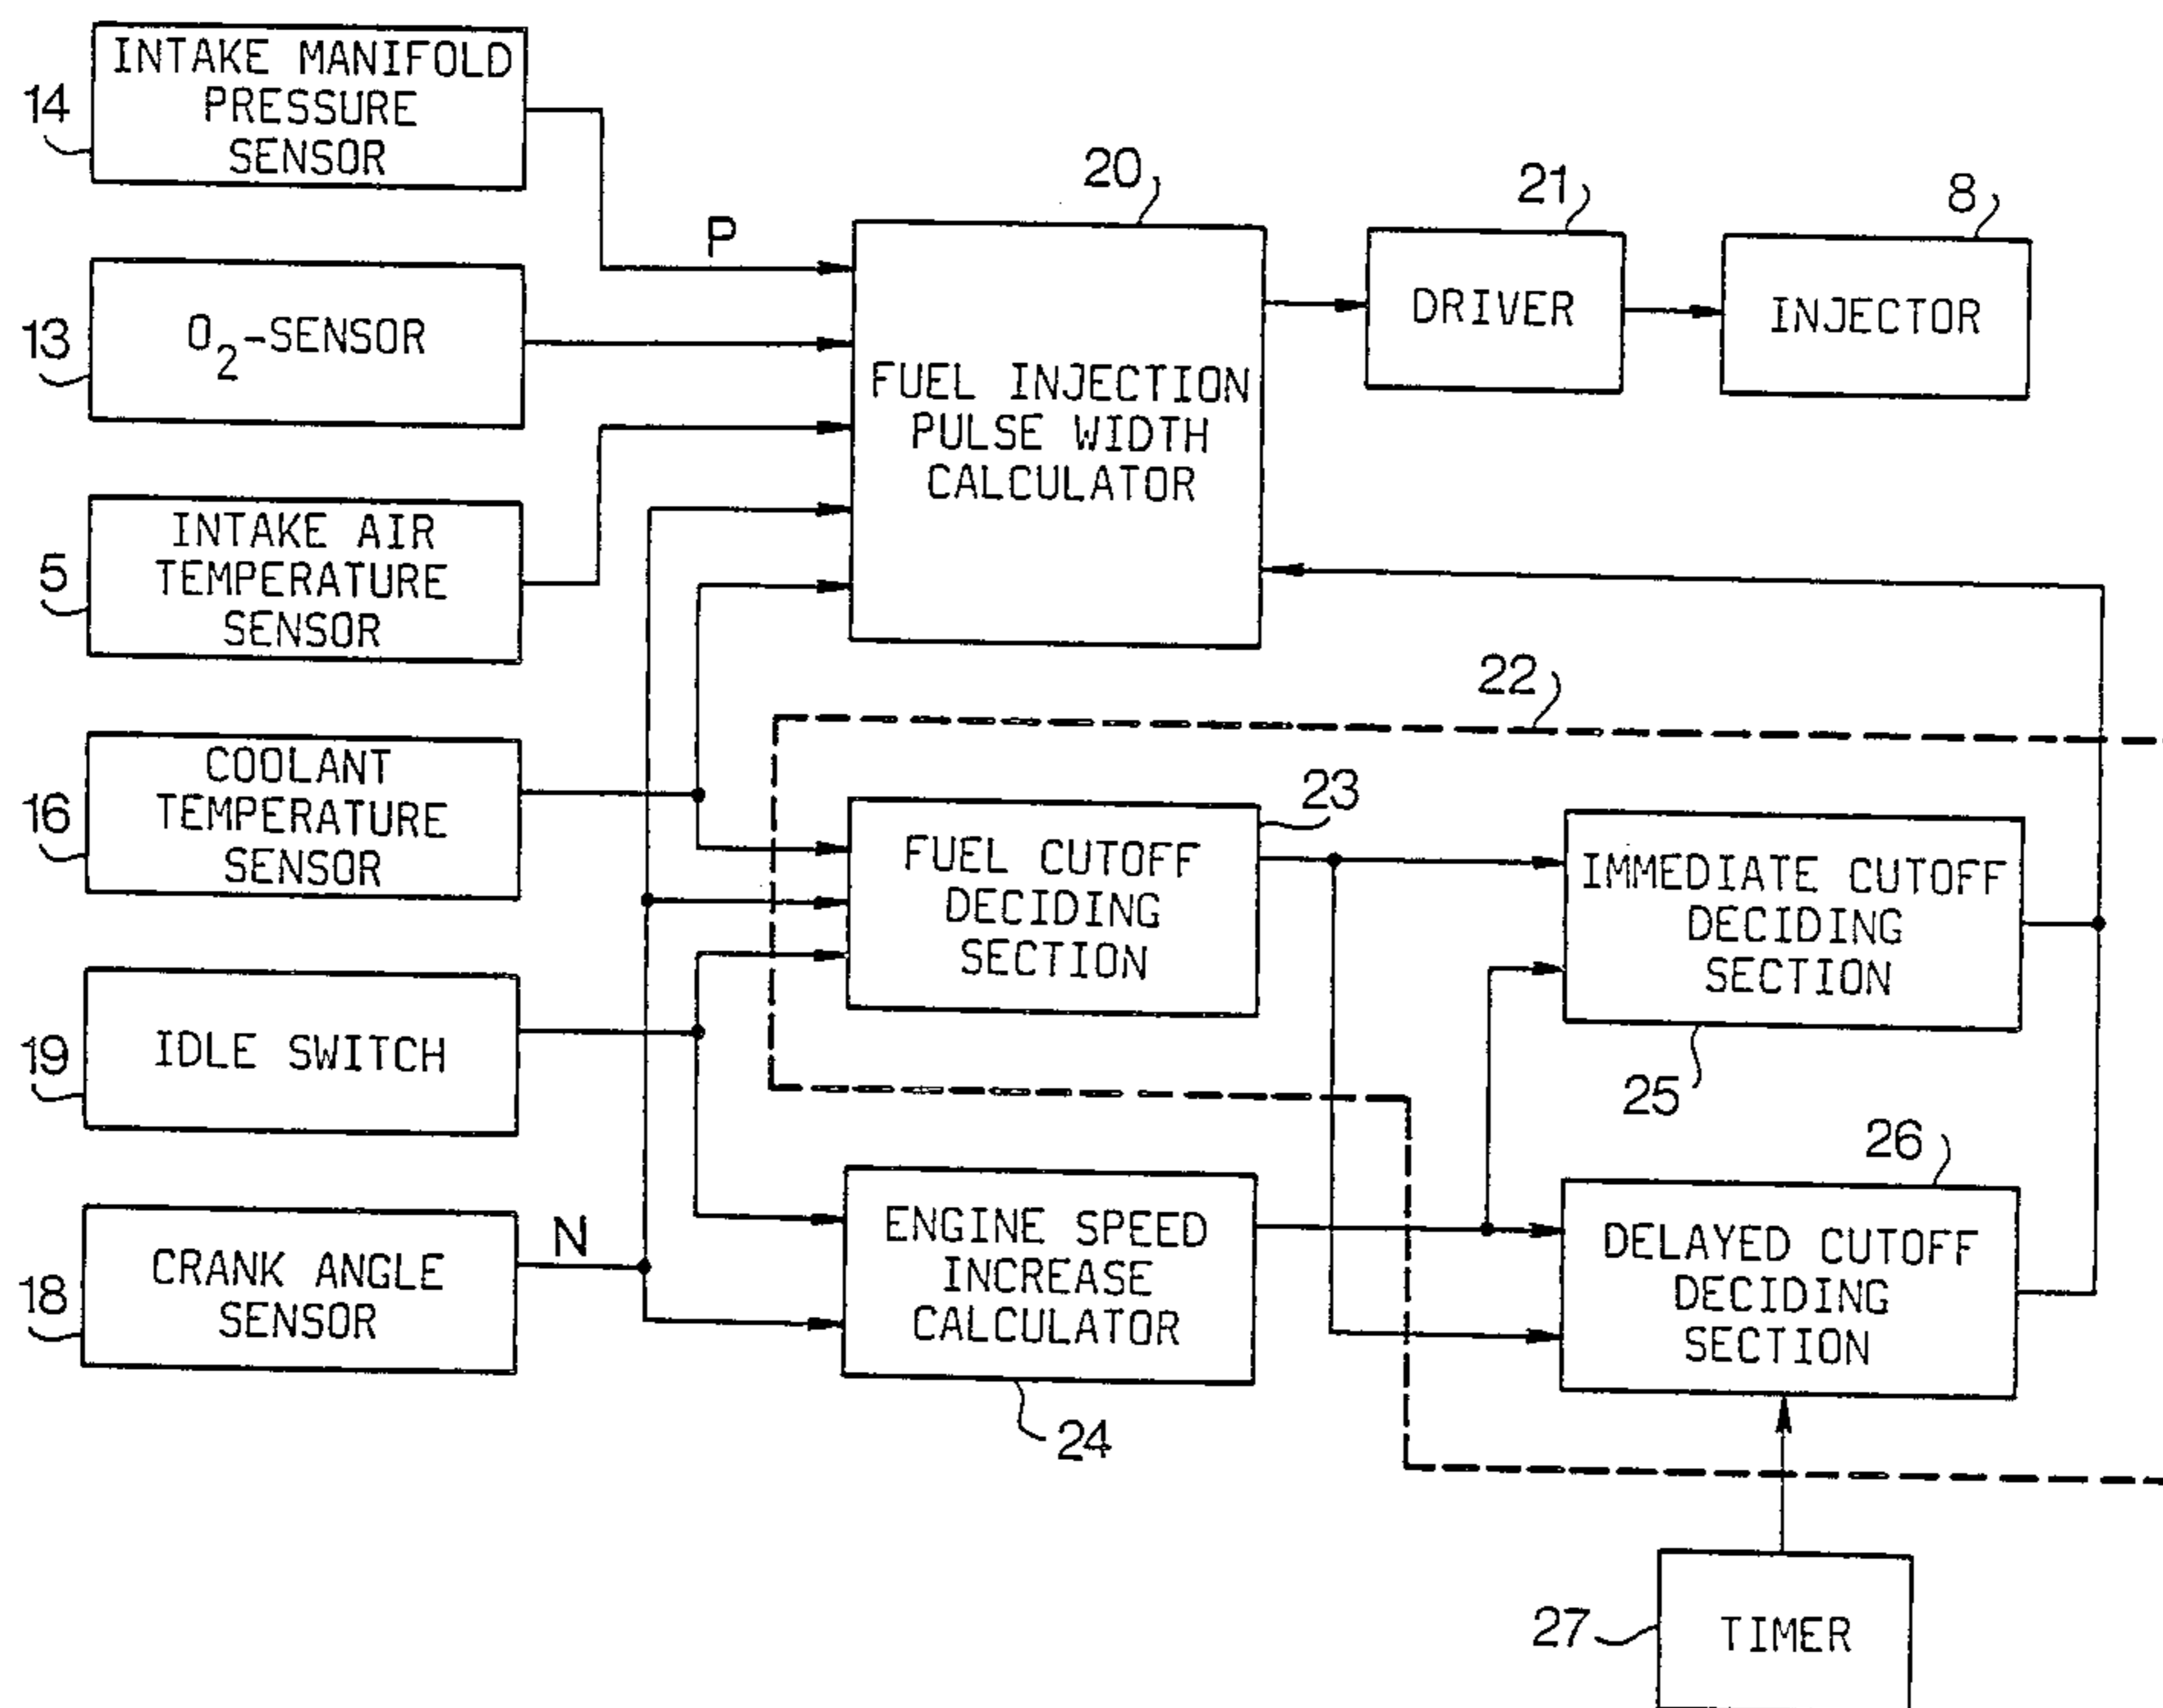 INTAKE MANIFOLD
PRESSURE
SENSOR
14
P
O2-SENSOR
13
INTAKE AIR
TEMPERATURE
SENSOR
5
COOLANT
TEMPERATURE
SENSOR
16
IDLE SWITCH
19
CRANK ANGLE
SENSOR
18
N
20
FUEL INJECTION
PULSE WIDTH
CALCULATOR
21
DRIVER
8
INJECTOR
22
23
FUEL CUTOFF
DECIDING
SECTION
ENGINE SPEED
INCREASE
CALCULATOR
24
IMMEDIATE CUTOFF
DECIDING
SECTION
25
26
DELAYED CUTOFF
DECIDING
SECTION
27
TIMER